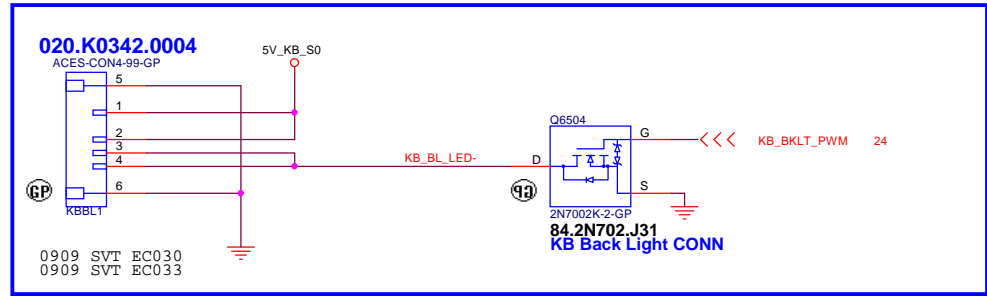 020.K0342.0004
ACES-CON4-99-GP
5V_KB_S0
5
1
2
3
4
6
KBBL1
GP
KB_BL_LED-
Q6504
G
D
S
GP
2N7002K-2-GP
84.2N702.J31
KB Back Light CONN
KB_BKLT_PWM 24
0909 SVT EC030
0909 SVT EC033